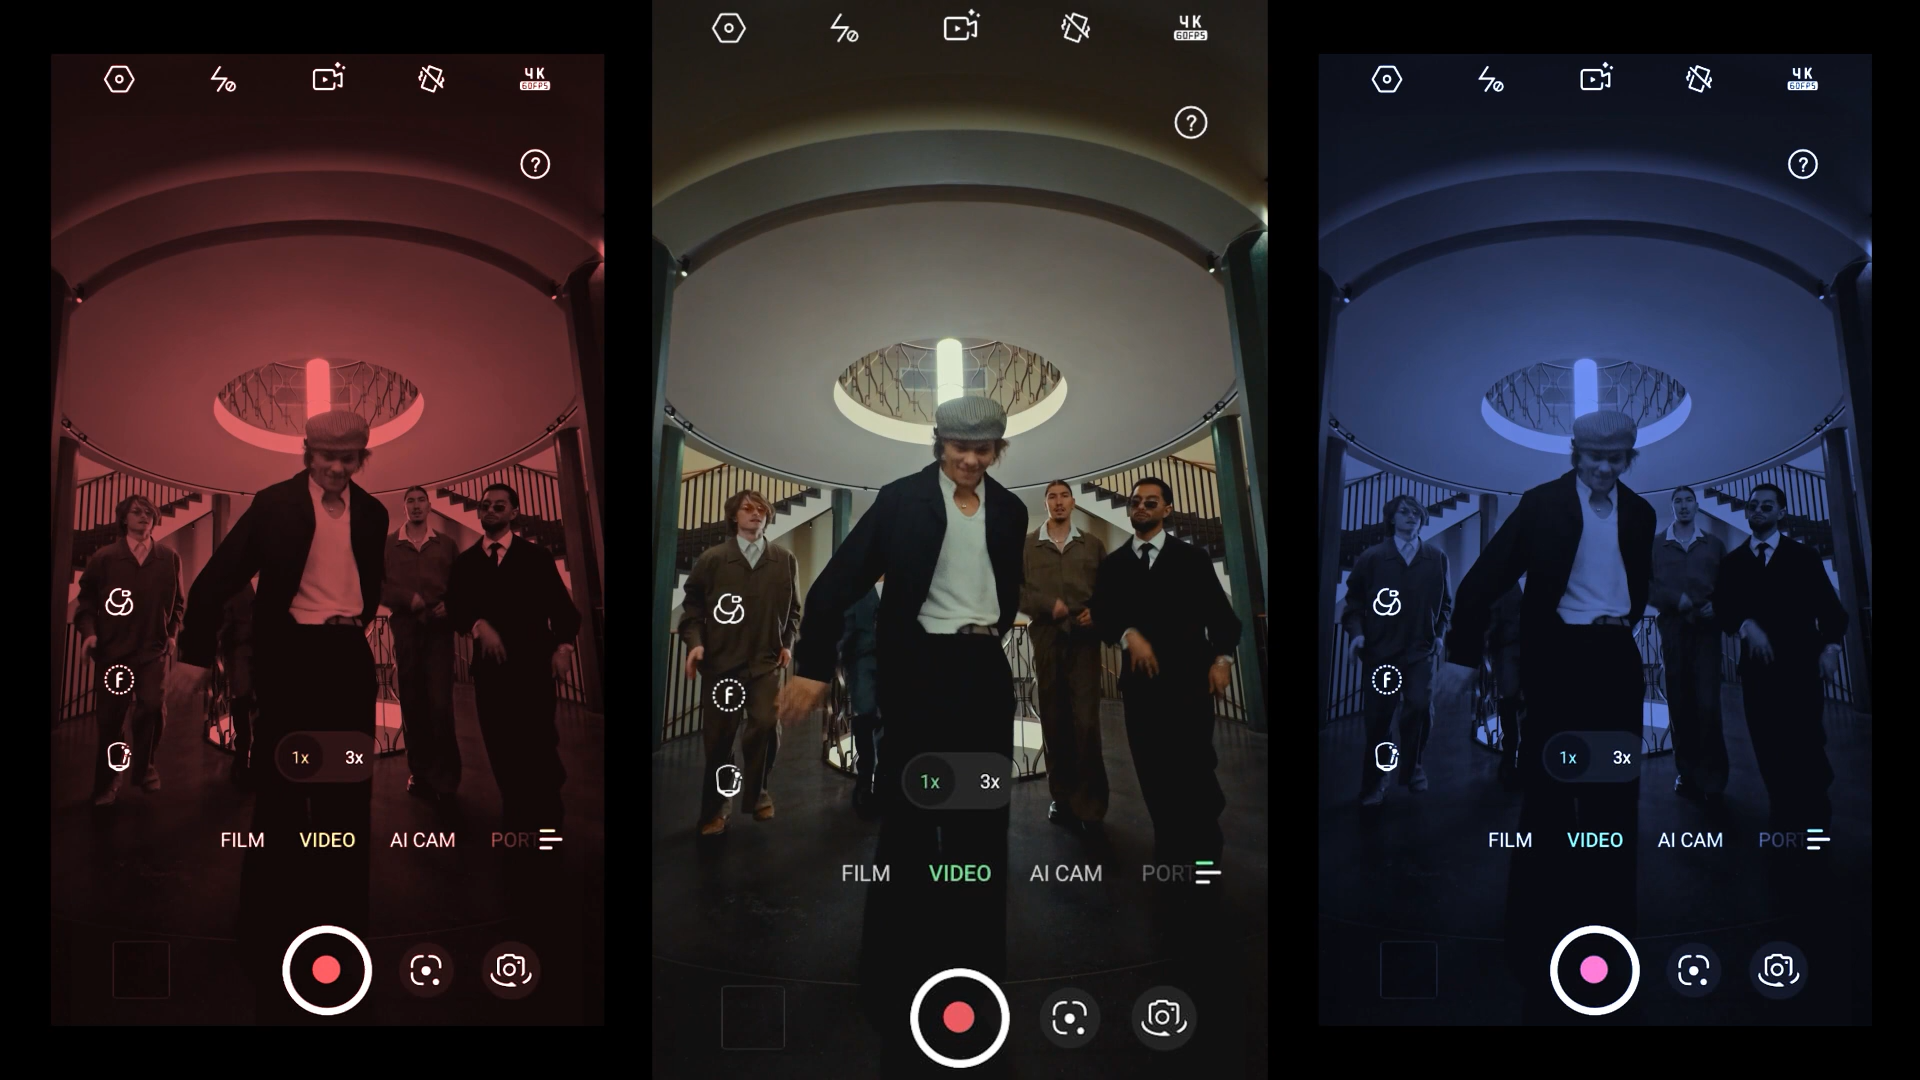 4K
60FPS
?
F
1x 3x
FILM VIDEO AI CAM PORT
4K
60FPS
?
F
1x 3x
FILM VIDEO AI CAM PORT
4K
60FPS
?
F
1x 3x
FILM VIDEO AI CAM PORT